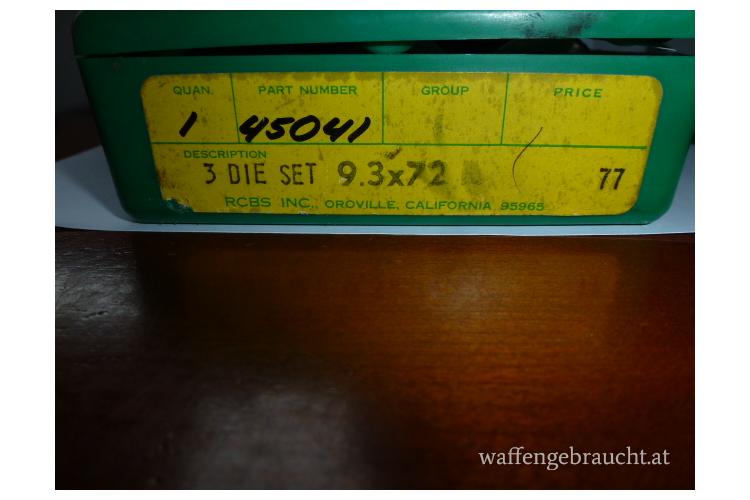 QUAN. PART NUMBER GROUP PRICE
1 45041
DESCRIPTION
3 DIE SET 9.3x72 77
RCBS INC., OROVILLE, CALIFORNIA 95965
waffengebraucht.at